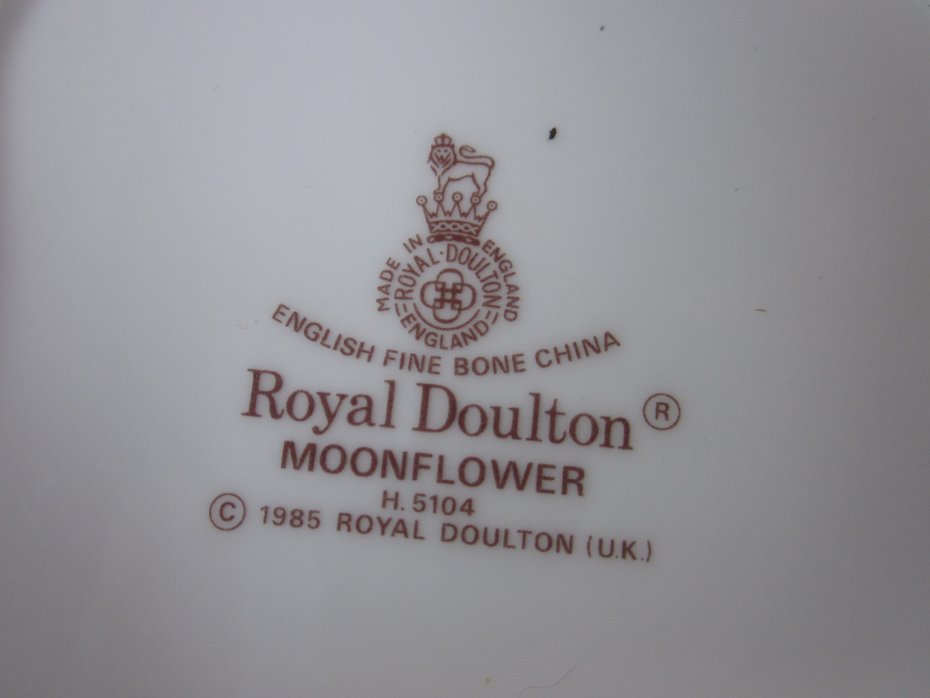 MADE IN ENGLAND
ROYAL·DOULTON
ENGLAND
ENGLISH FINE BONE CHINA
Royal Doulton ®
MOONFLOWER
H. 5104
© 1985 ROYAL DOULTON (U.K.)